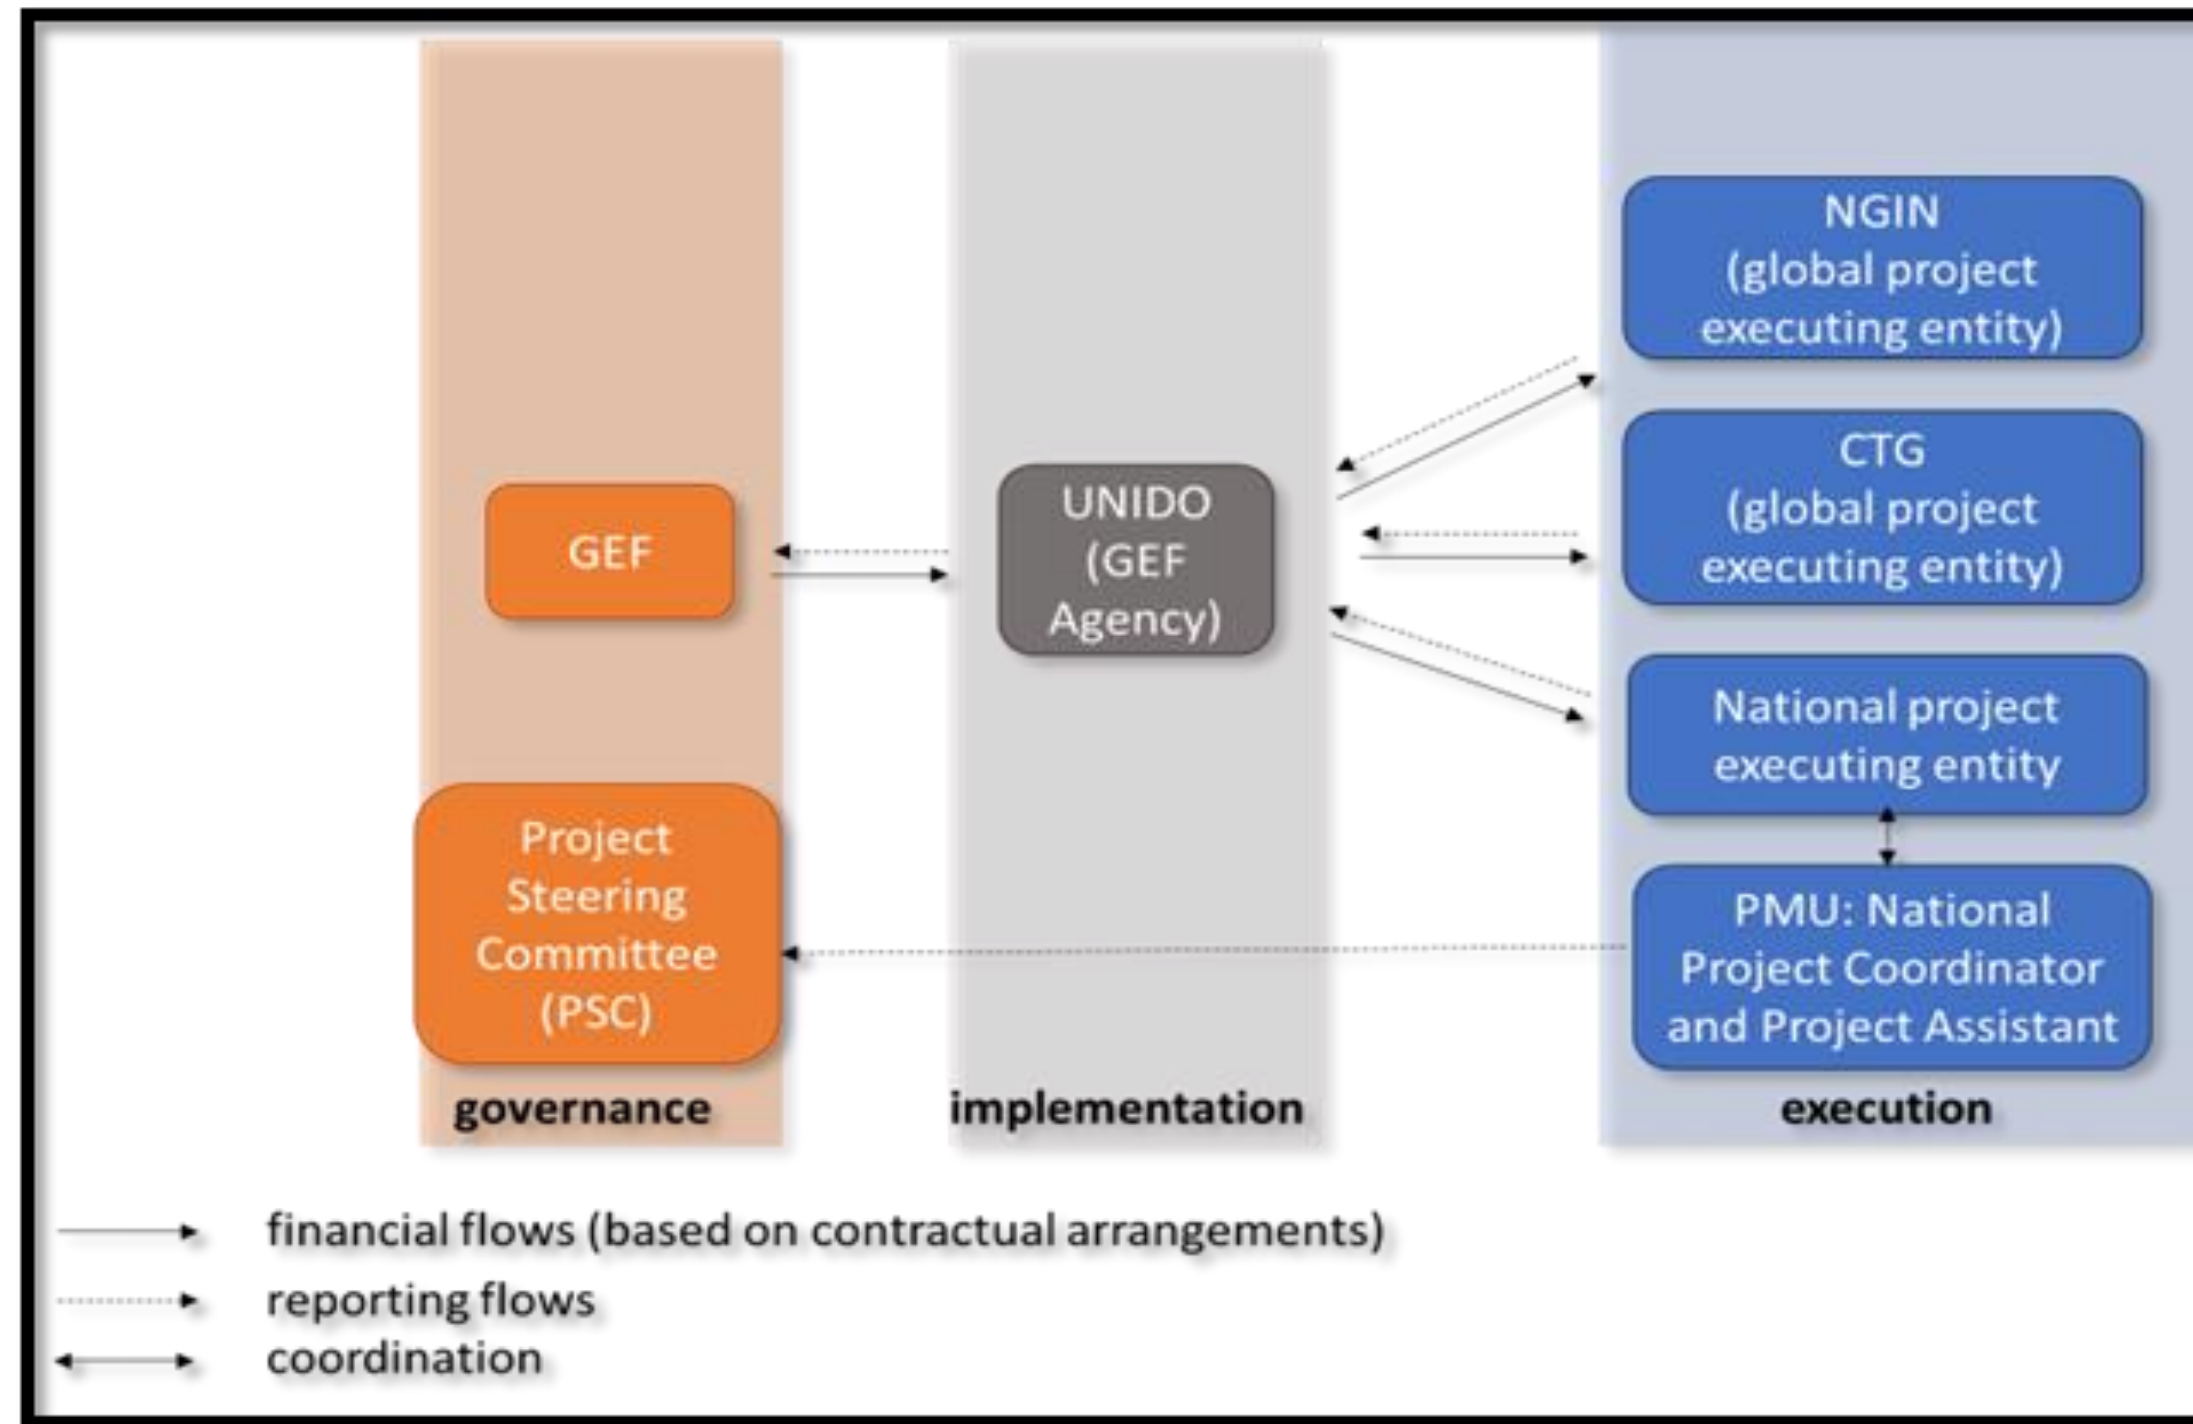 NGIN
(global project
executing entity)
CTG
(global project
executing entity)
GEF
UNIDO
(GEF
Agency)
National project
executing entity
Project
Steering
Committee
(PSC)
PMU: National
Project Coordinator
and Project Assistant
governance
implementation
execution
financial flows (based on contractual arrangements)
reporting flows
coordination